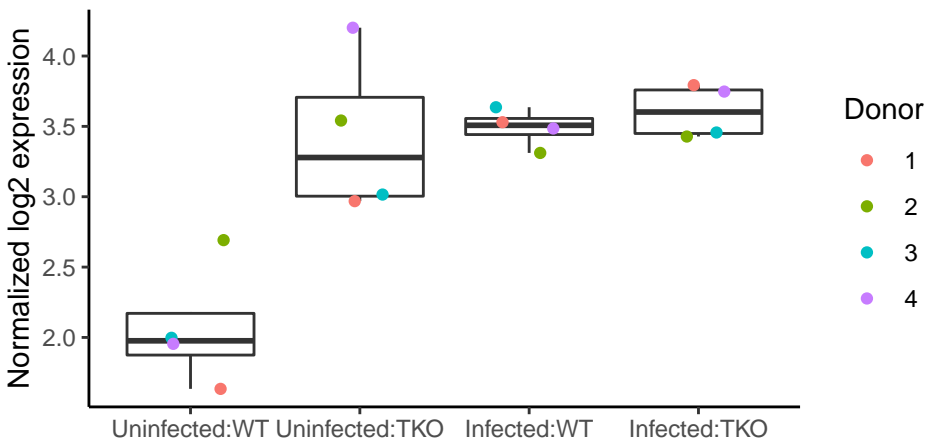 Normalized log2 expression
4.0
3.5
3.0
2.5
2.0
Uninfected:WT
Uninfected:TKO
Infected:WT
Infected:TKO
Donor
1
2
3
4